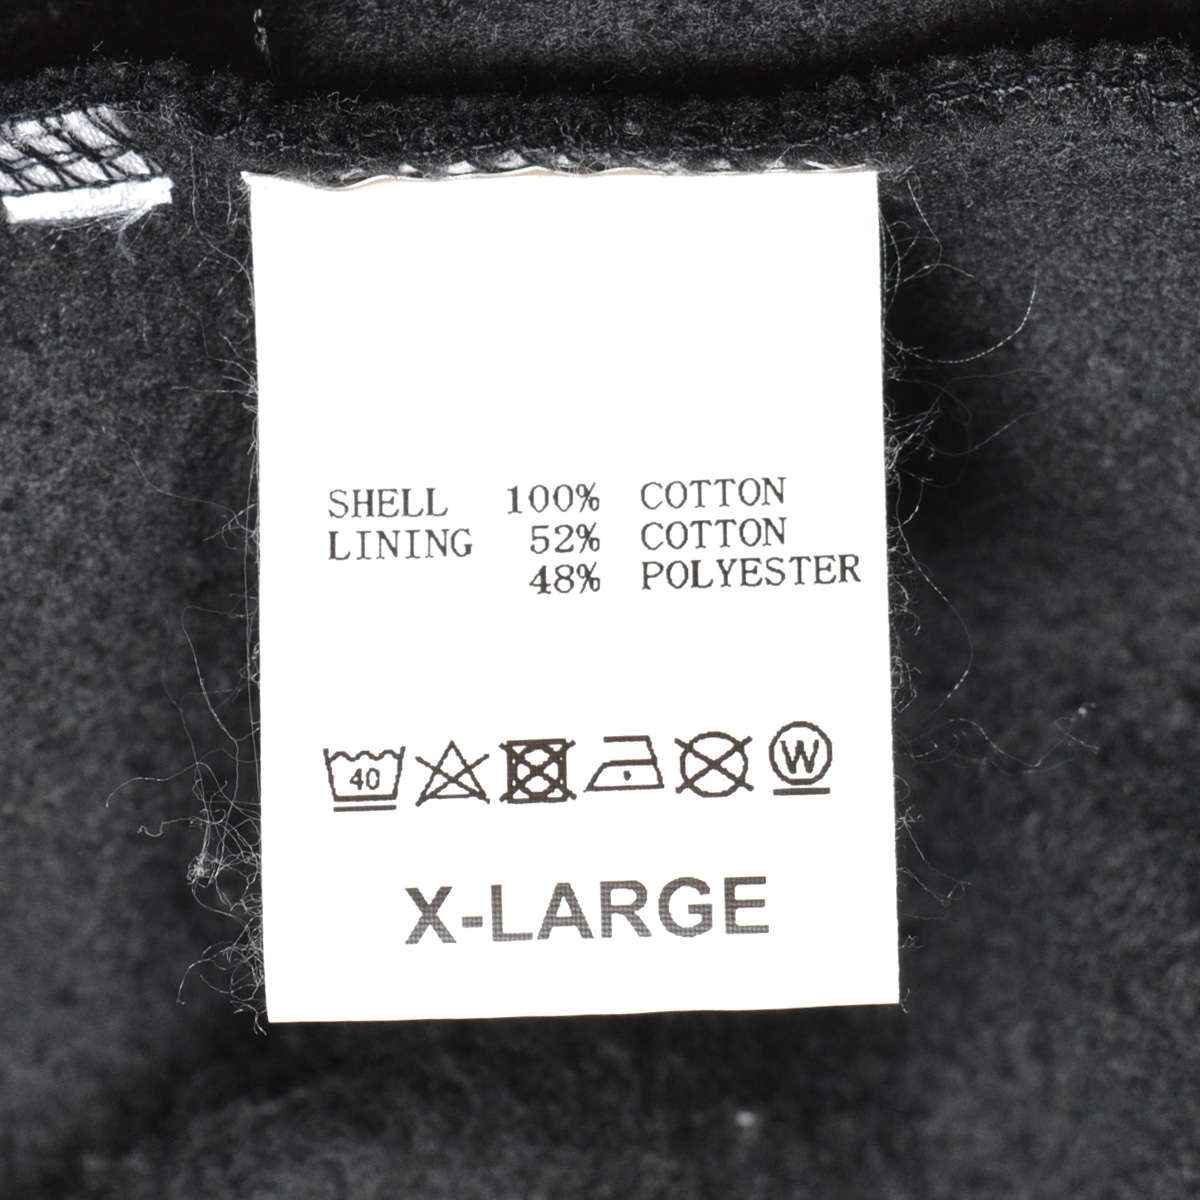 SHELL 100% COTTON
LINING 52% COTTON
48% POLYESTER
40 W
X-LARGE